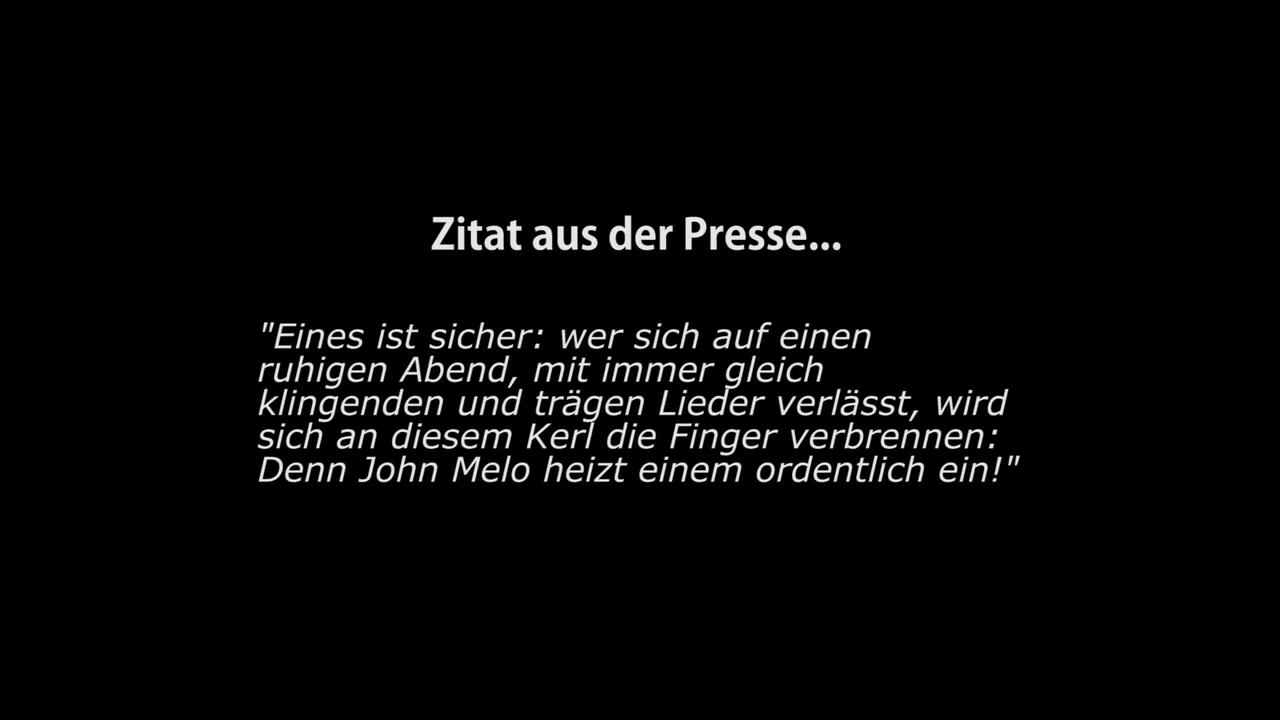 Zitat aus der Presse...
"Eines ist sicher: wer sich auf einen
ruhigen Abend, mit immer gleich
klingenden und trägen Lieder verlässt, wird
sich an diesem Kerl die Finger verbrennen:
Denn John Melo heizt einem ordentlich ein!"